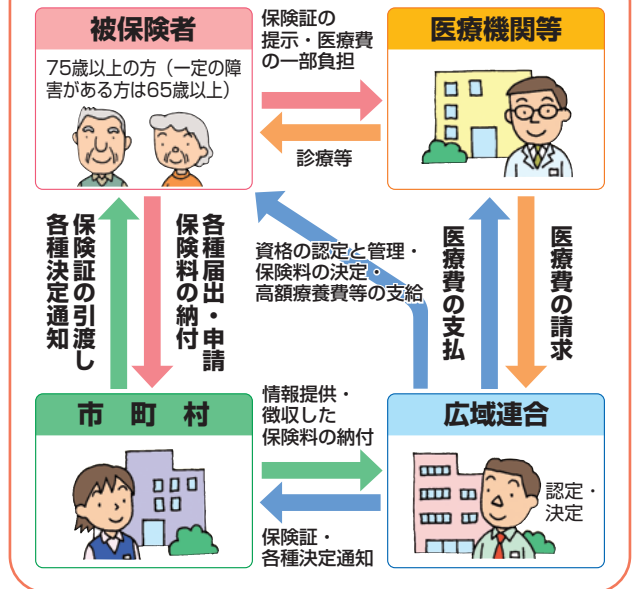 被保険者
75歳以上の方（一定の障
害がある方は65歳以上）
保険証の
提示・医療費
の一部負担
診療等
医療機関等
保険証の引渡し
各種決定通知
各種届出・申請
保険料の納付
資格の認定と管理・
保険料の決定・
高額療養費等の支給
医療費の支払
医療費の請求
市町村
情報提供・
徴収した
保険料の納付
保険証・
各種決定通知
広域連合
認定・
決定